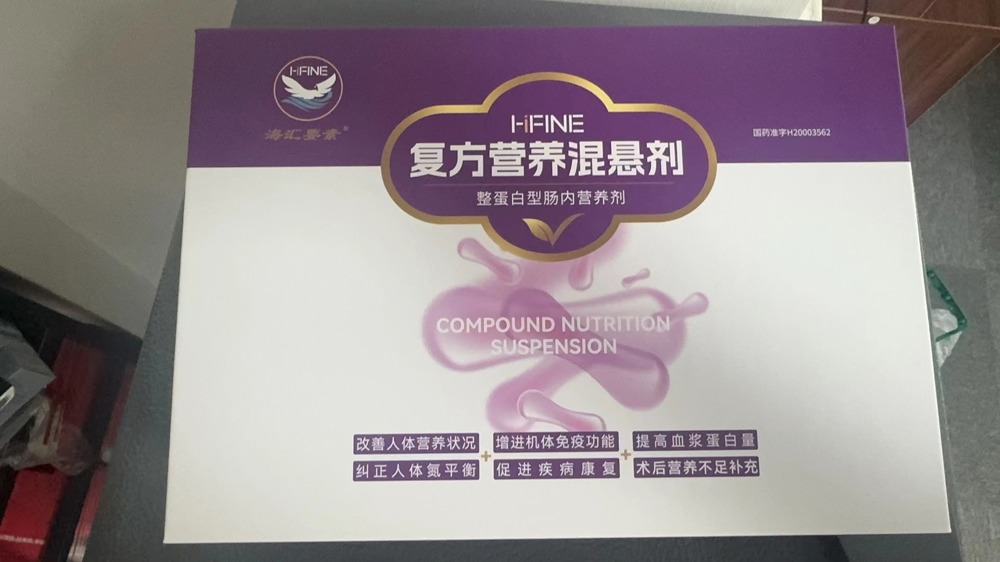 HiFINE
海汇要素®
HiFINE
复方营养混悬剂
整蛋白型肠内营养剂
国药准字H20003562
COMPOUND NUTRITION
SUSPENSION
改善人体营养状况 增进机体免疫功能 提高血浆蛋白量
+ +
纠正人体氮平衡 促进疾病康复 术后营养不足补充